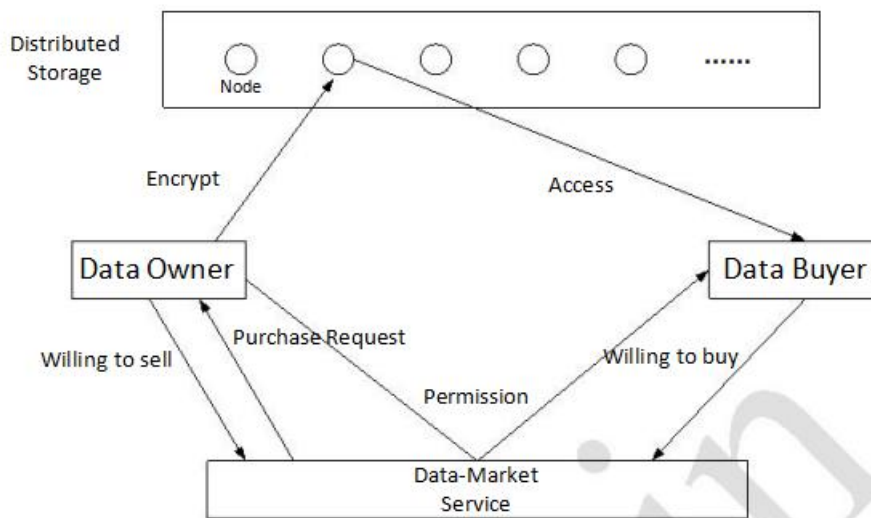 Distributed
Storage
Node
......
Encrypt
Access
Data Owner
Data Buyer
Purchase Request
Willing to sell
Willing to buy
Permission
Data-Market
Service
in